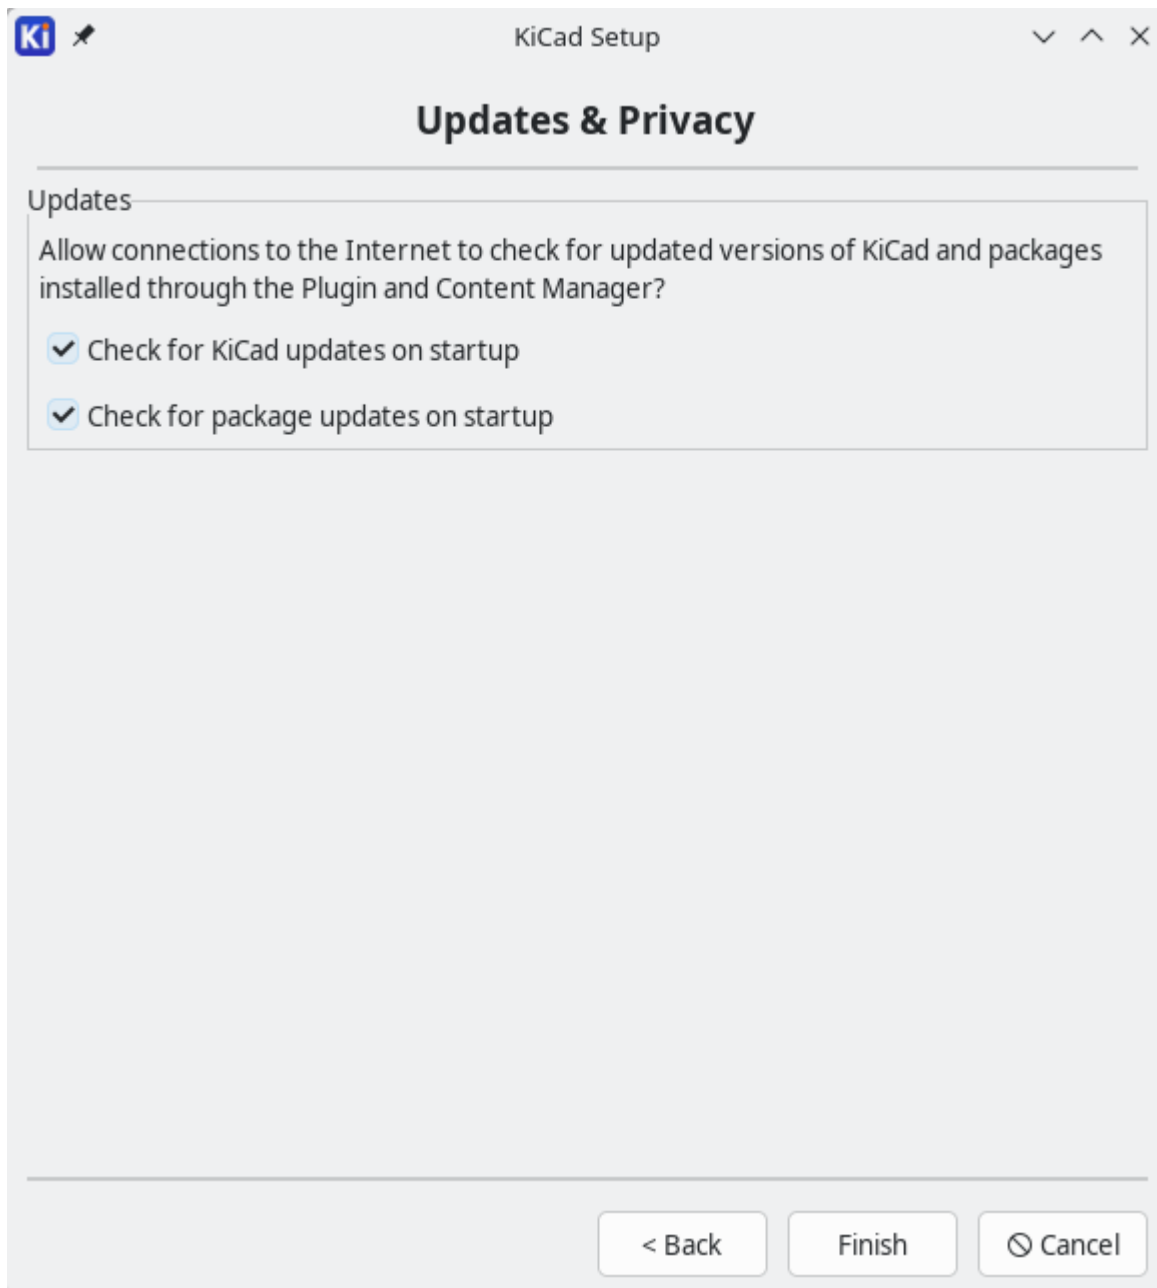 Ki
KiCad Setup
Updates & Privacy
Updates
Allow connections to the Internet to check for updated versions of KiCad and packages
installed through the Plugin and Content Manager?
Check for KiCad updates on startup
Check for package updates on startup
< Back
Finish
Cancel